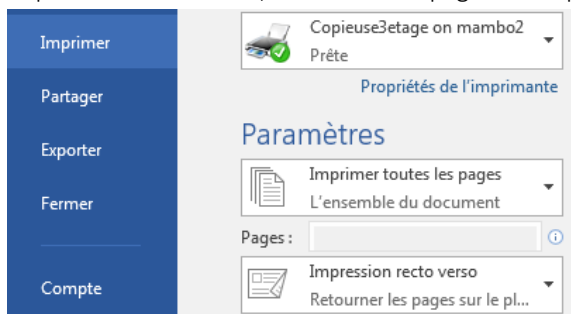 Imprimer
Partager
Exporter
Fermer
Compte
Copieuse3etage on mambo2
Prête
Propriétés de l'imprimante
Paramètres
Imprimer toutes les pages
L'ensemble du document
Pages :
Impression recto verso
Retourner les pages sur le pl...